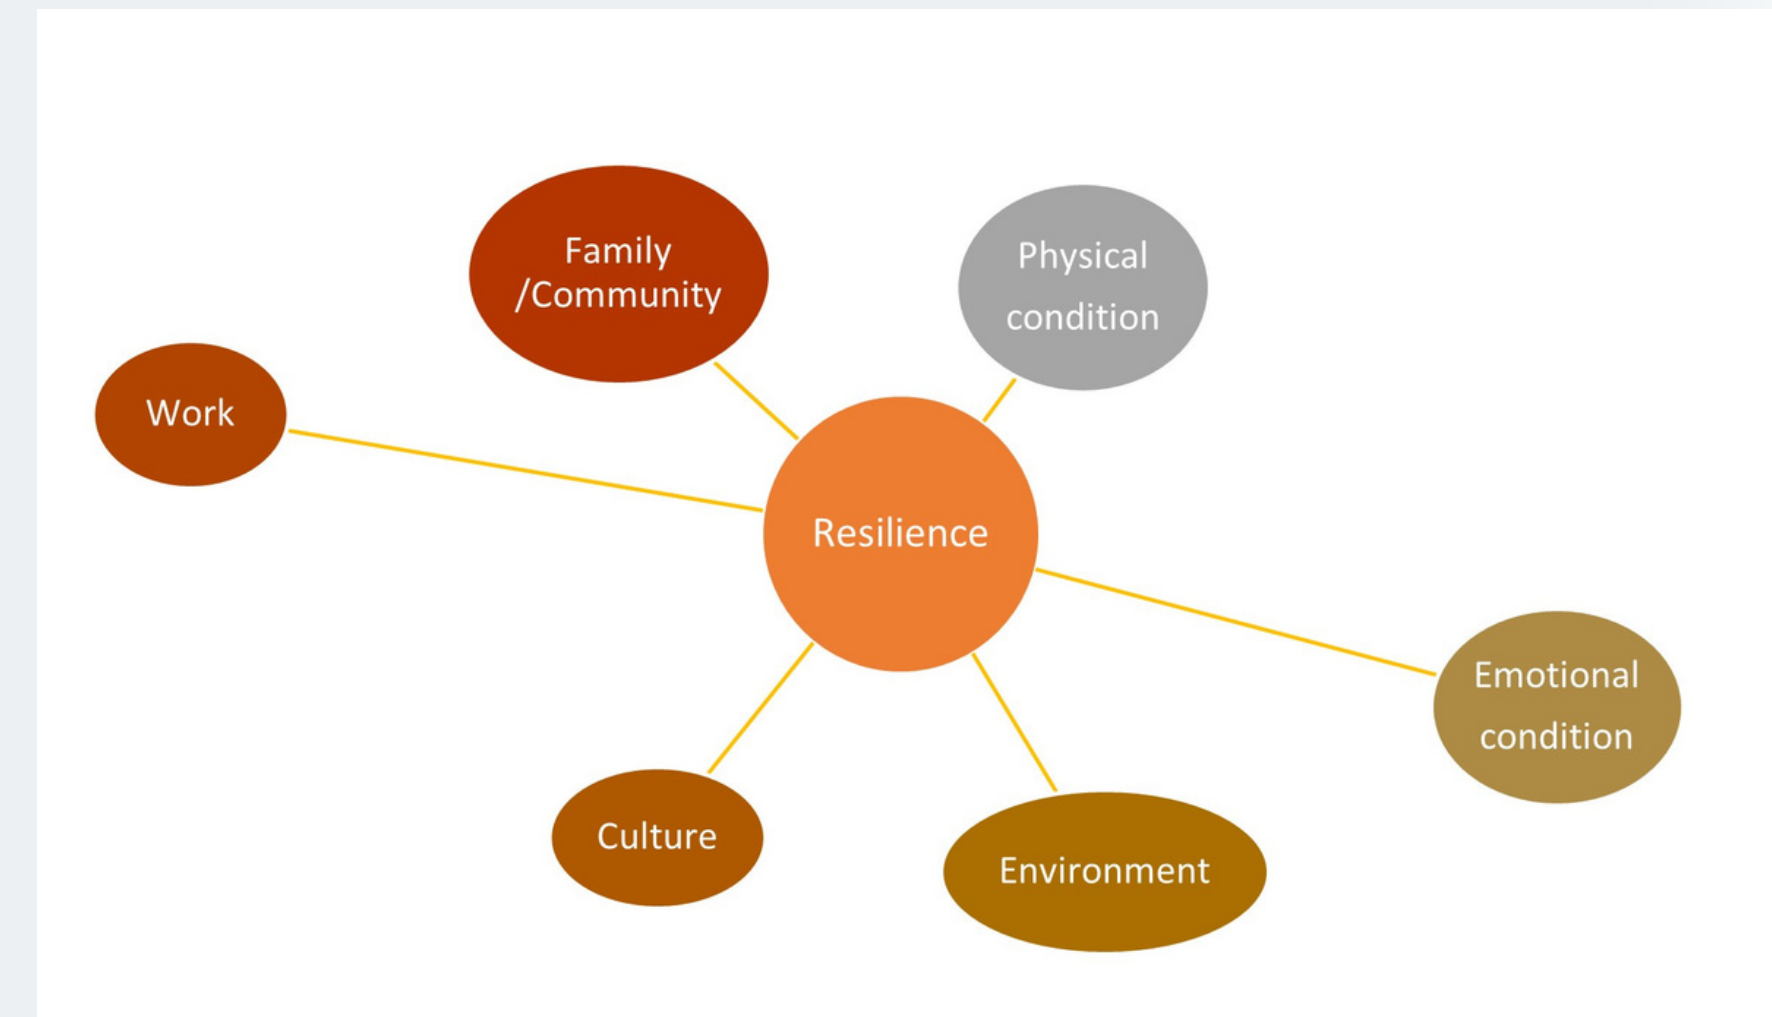 Family
/Community
Physical
condition
Work
Resilience
Emotional
condition
Culture
Environment